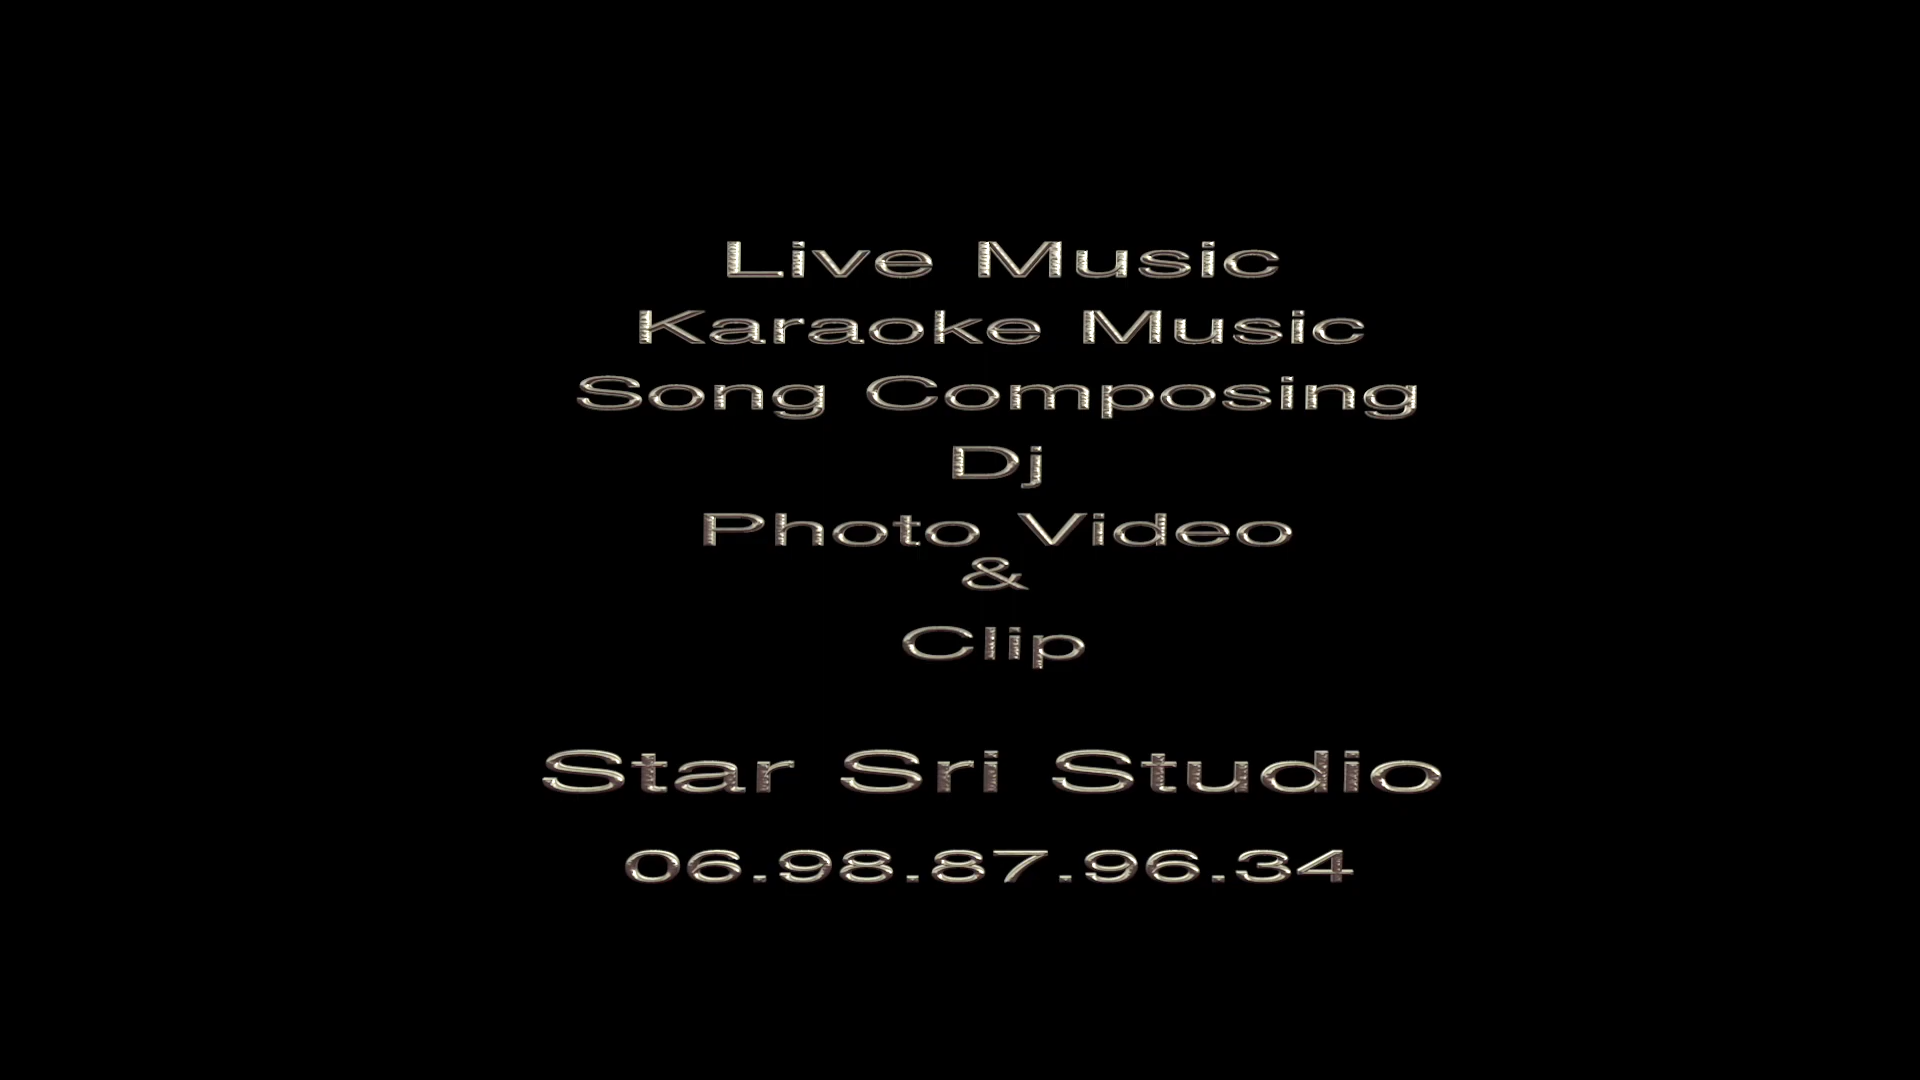 Live Music
Karaoke Music
Song Composing
Dj
Photo Video
&
Clip
Star Sri Studio
06.98.87.96.34